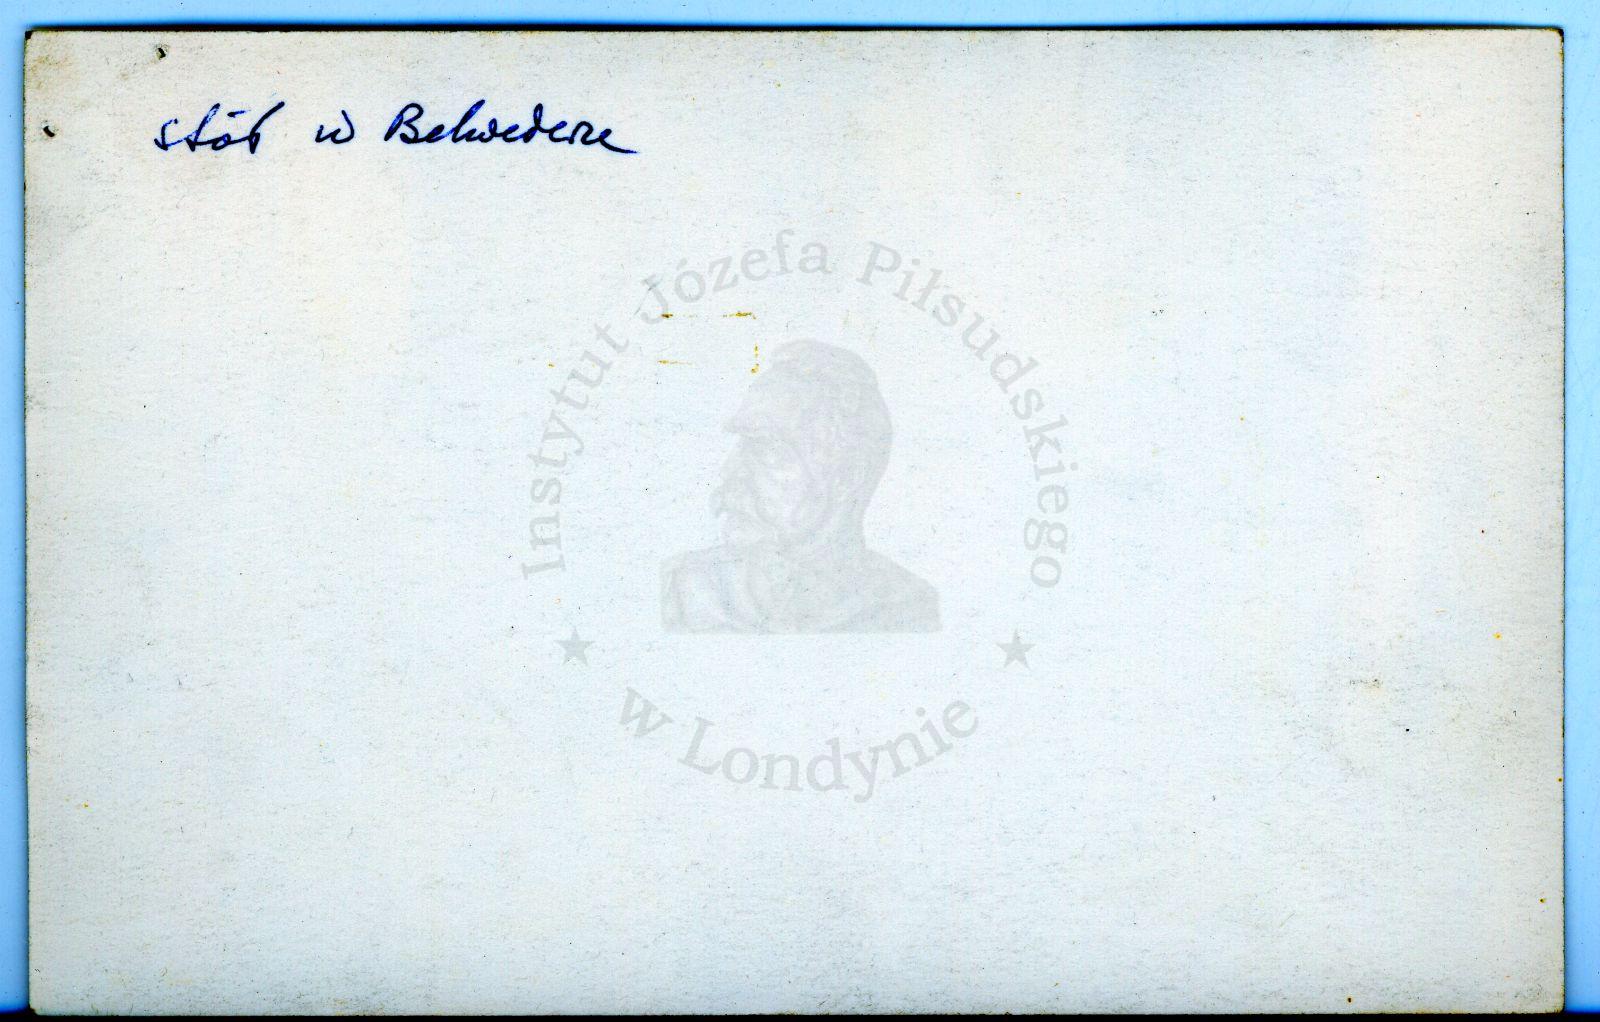 stół w Belwederze
Instytut Józefa Piłsudskiego
w Londynie